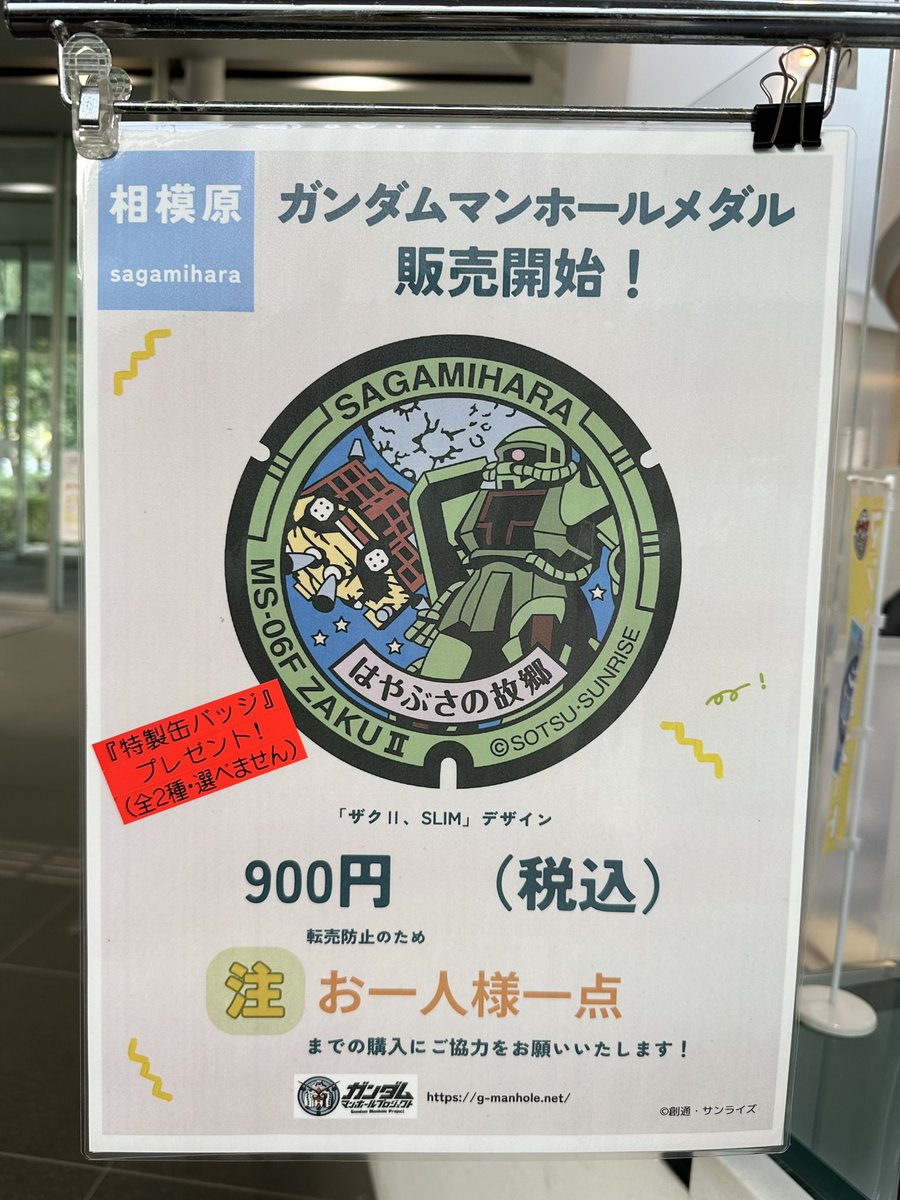 相模原
sagamihara
ガンダムマンホールメダル
販売開始！
SAGAMIHARA
MS-06F ZAKU II
はやぶさの故郷
©SOTSU･SUNRISE
『特製缶バッジ』
プレゼント！
(全2種･選べません)
「ザクⅡ、SLIM」デザイン
900円 （税込）
転売防止のため
注 お一人様一点
までの購入にご協力をお願いいたします！
ガンダム
マンホールプロジェクト
Gundam Manhole Project
https://g-manhole.net/
©創通・サンライズ